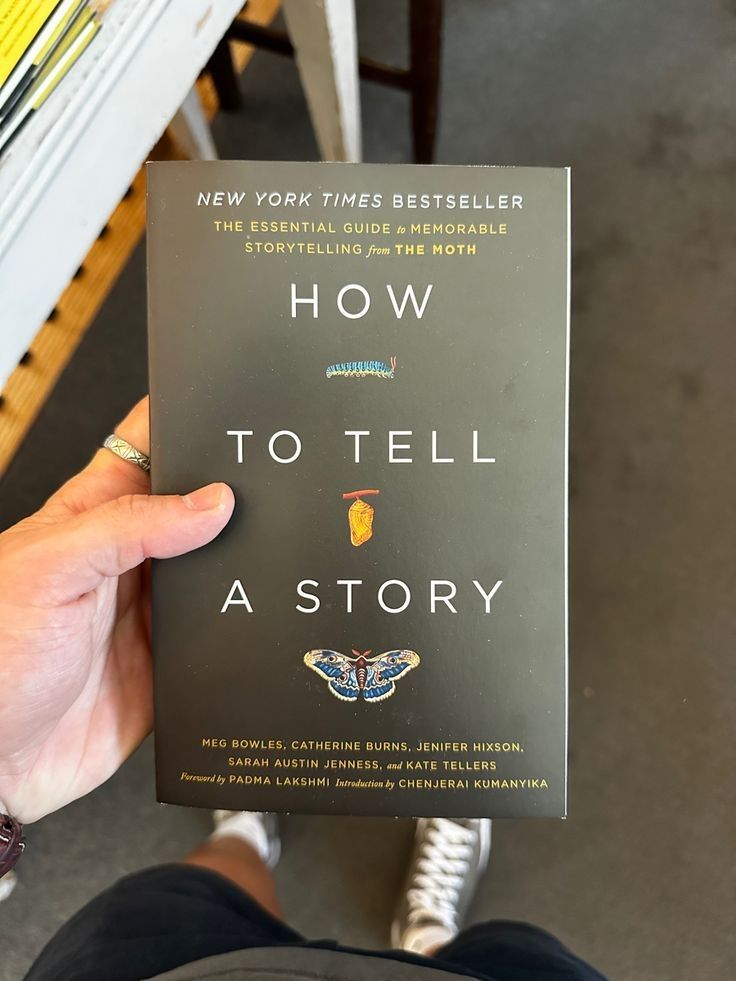 NEW YORK TIMES BESTSELLER
THE ESSENTIAL GUIDE to MEMORABLE
STORYTELLING from THE MOTH
HOW
TO TELL
A STORY
MEG BOWLES, CATHERINE BURNS, JENIFER HIXSON,
SARAH AUSTIN JENNESS, and KATE TELLERS
Foreword by PADMA LAKSHMI Introduction by CHENJERAI KUMANYIKA